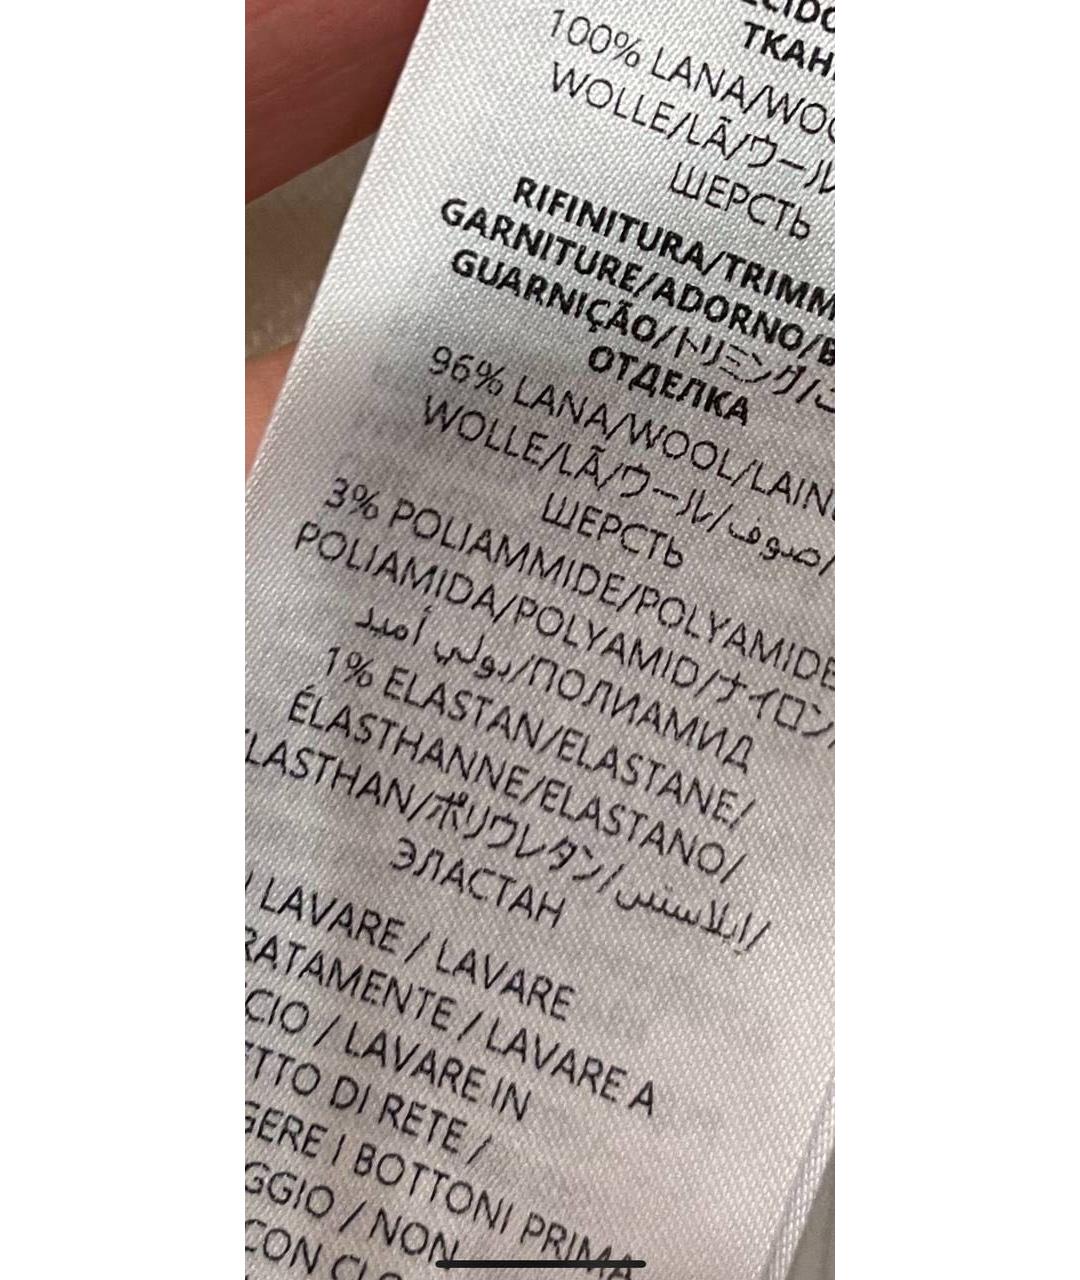 ТКАН
100% LANA/WOO
WOLLE/LÃ/ウール
ШЕРСТЬ
RIFINITURA/TRIMM
GARNITURE/ADORNO/B
GUARNIÇÃO/トリミング/
ОТДЕЛКА
96% LANA/WOOL/LAIN
WOLLE/LÃ/ウール/صوف/
ШЕРСТЬ
3% POLIAMMIDE/POLYAMIDE
POLIAMIDA/POLYAMID/ナイロン/
بولي أميد/ПОЛИАМИД
1% ELASTAN/ELASTANE/
ÉLASTHANNE/ELASTANO/
LASTHAN/ポリウレタン/إيلاستين/
ЭЛАСТАН
LAVARE / LAVARE
RATAMENTE / LAVARE A
CIO / LAVARE IN
TTO DI RETE /
GERE I BOTTONI PRIMA
GGIO / NON
CON CLO